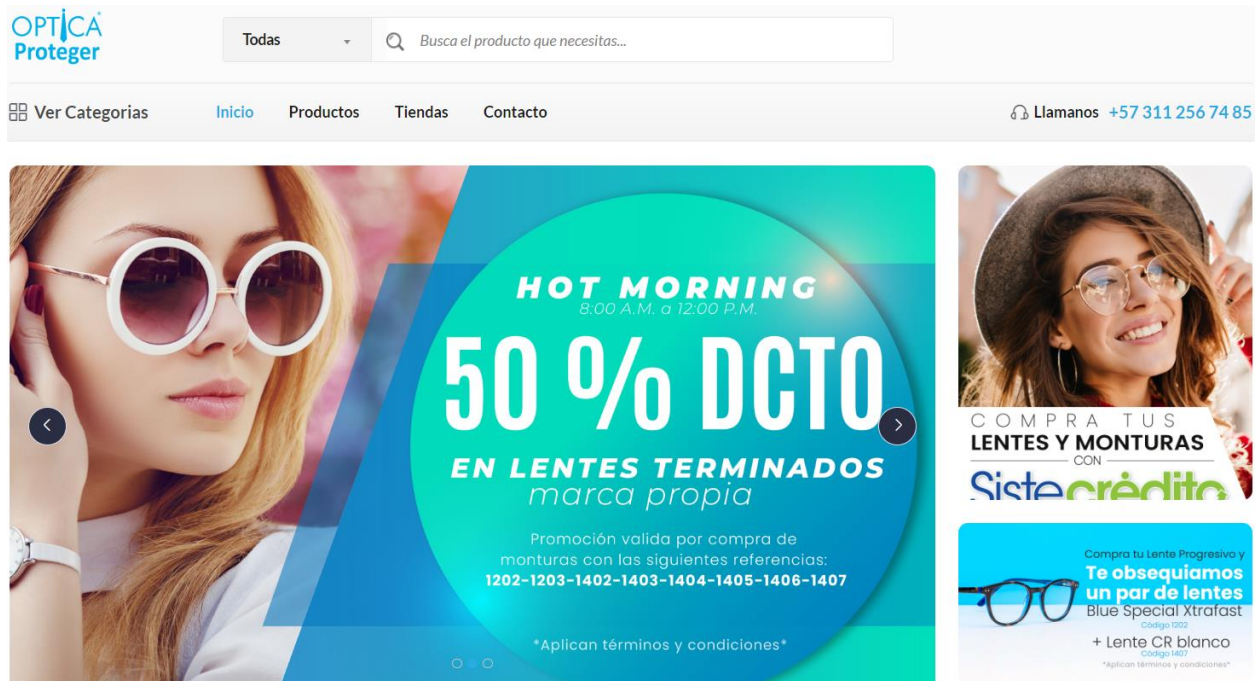 OPTICA
Proteger
Todas
Busca el producto que necesitas...
Ver Categorias
Inicio
Productos
Tiendas
Contacto
Llamanos +57 311 256 74 85
HOT MORNING
8:00 A.M. a 12:00 P.M.
50 % DCTO
EN LENTES TERMINADOS
marca propia
Promoción valida por compra de
monturas con las siguientes referencias:
1202-1203-1402-1403-1404-1405-1406-1407
*Aplican términos y condiciones*
COMPRA TUS
LENTES Y MONTURAS
CON
Sistecrédito
Compra tu Lente Progresivo y
Te obsequiamos
un par de lentes
Blue Special Xtrafast
Código 1202
+ Lente CR blanco
Código 1407
*Aplican términos y condiciones*